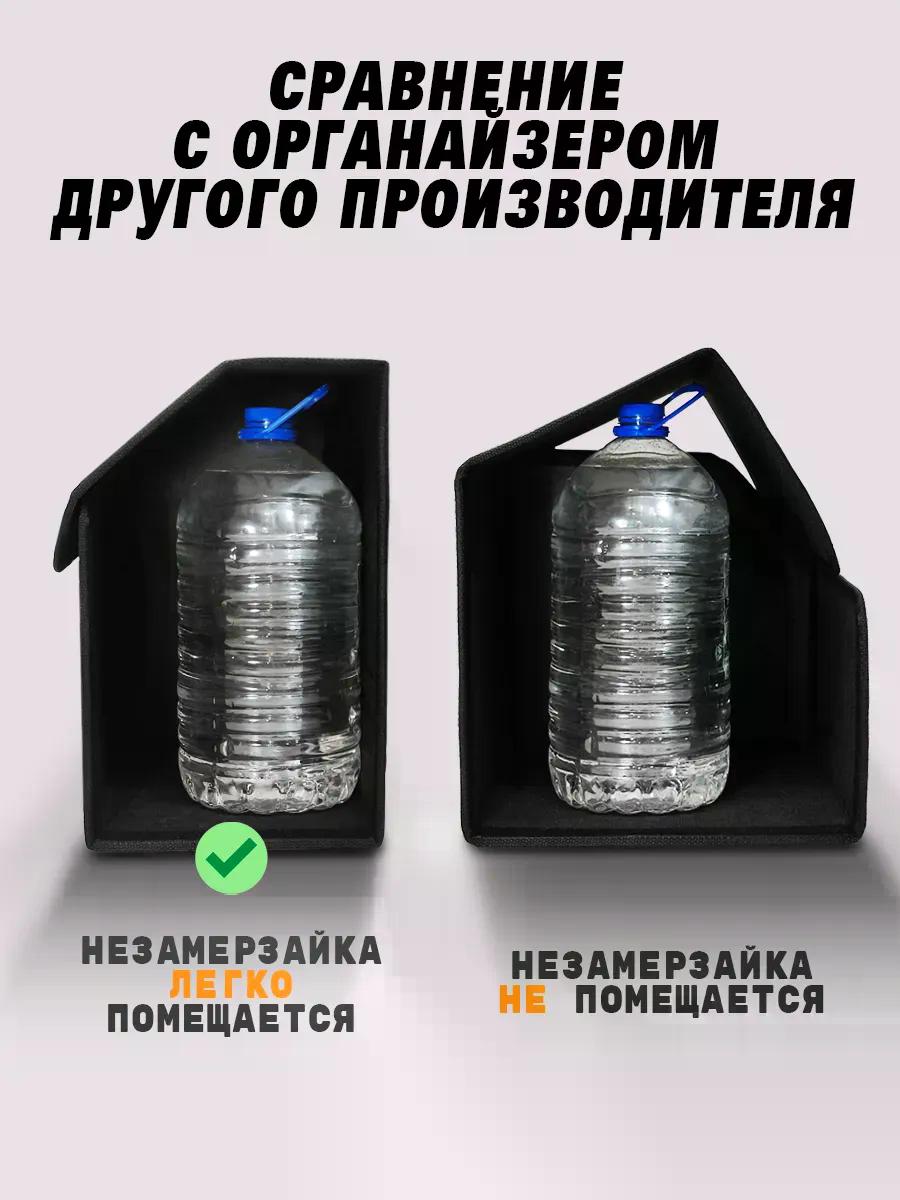 СРАВНЕНИЕ
С ОРГАНАЙЗЕРОМ
ДРУГОГО ПРОИЗВОДИТЕЛЯ
НЕЗАМЕРЗАЙКА
ЛЕГКО
ПОМЕЩАЕТСЯ
НЕЗАМЕРЗАЙКА
НЕ ПОМЕЩАЕТСЯ